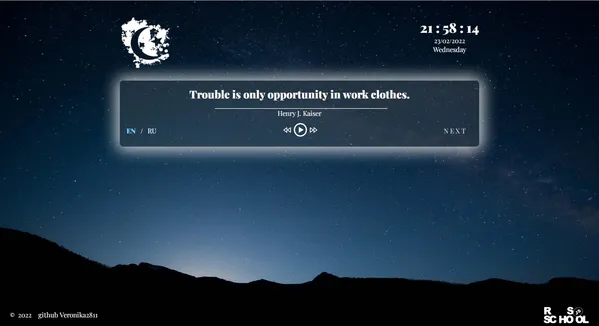 21 : 58 : 14
23/02/2022
Wednesday
Trouble is only opportunity in work clothes.
Henry J. Kaiser
EN / RU
NEXT
© 2022 github Veronika2811
RS
SCHOOL